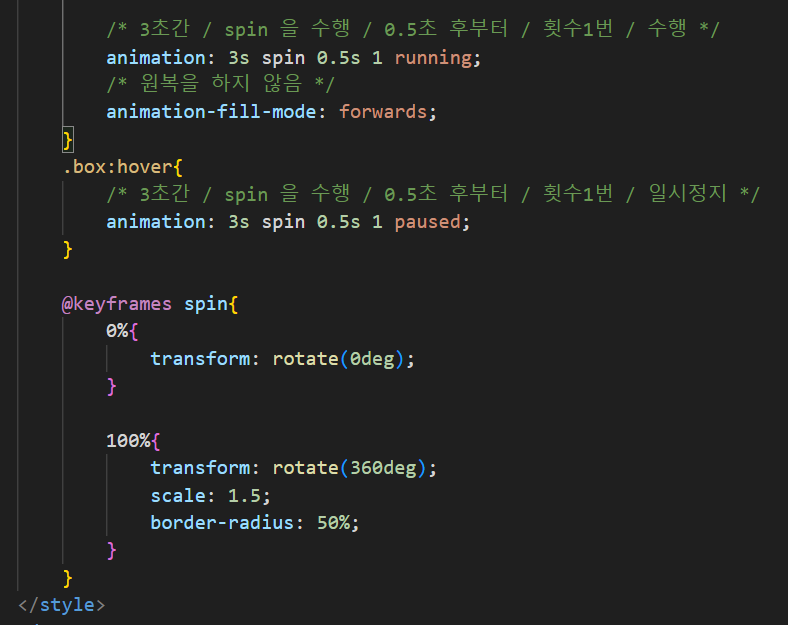 /* 3초간 / spin 을 수행 / 0.5초 후부터 / 횟수1번 / 수행 */
animation: 3s spin 0.5s 1 running;
/* 원복을 하지 않음 */
animation-fill-mode: forwards;
}
.box:hover{
/* 3초간 / spin 을 수행 / 0.5초 후부터 / 횟수1번 / 일시정지 */
animation: 3s spin 0.5s 1 paused;
}
@keyframes spin{
0%{
transform: rotate(0deg);
}
100%{
transform: rotate(360deg);
scale: 1.5;
border-radius: 50%;
}
}
</style>